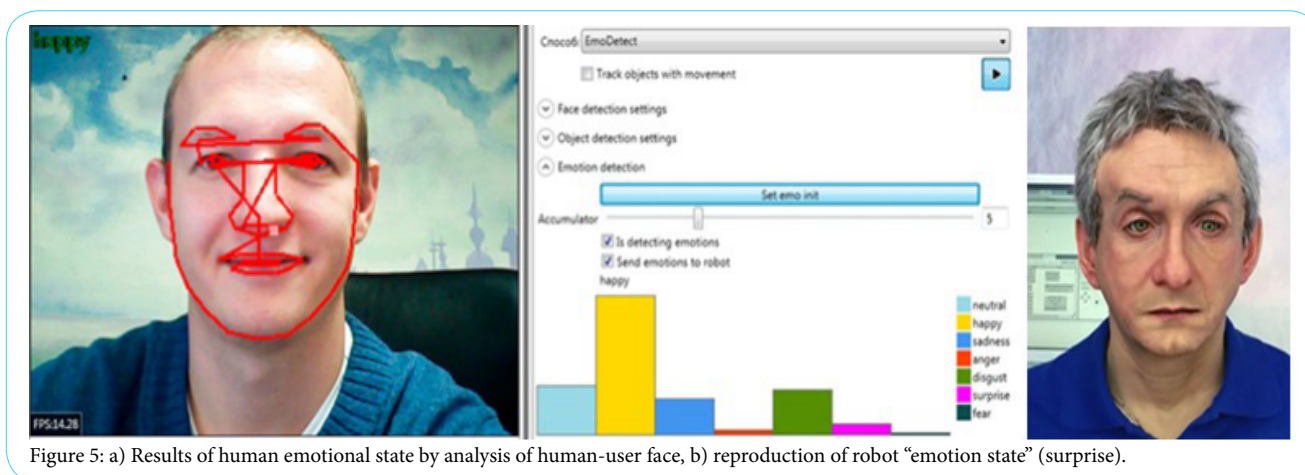 happy
FPS:14.28
Способ: EmoDetect
Track objects with movement
Face detection settings
Object detection settings
Emotion detection
Set emo init
Accumulator 5
Is detecting emotions
Send emotions to robot
happy
neutral
happy
sadness
anger
disgust
surprise
fear
Figure 5: a) Results of human emotional state by analysis of human-user face, b) reproduction of robot “emotion state” (surprise).